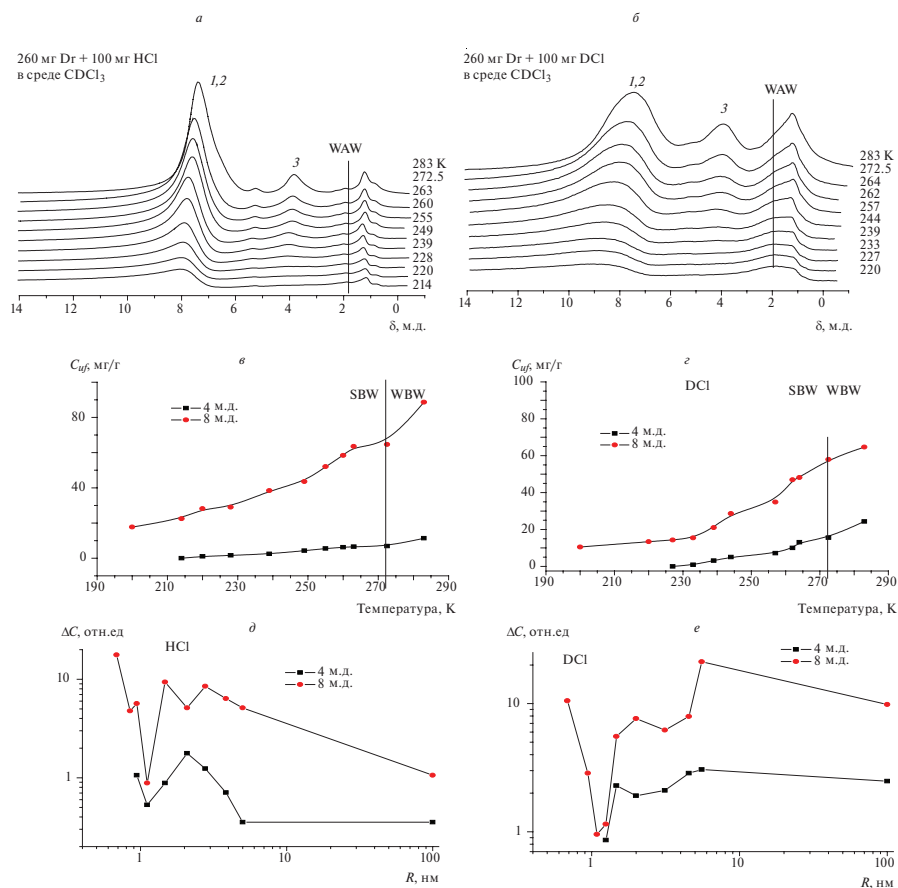 а
260 мг Dr + 100 мг HCl
в среде CDCl3
1,2
3
WAW
283 K
272.5
263
260
255
249
239
228
220
214
14 12 10 8 6 4 2 0
δ, м.д.
б
260 мг Dr + 100 мг DCl
в среде CDCl3
1,2
3
WAW
283 K
272.5
264
262
257
244
239
233
227
220
14 12 10 8 6 4 2 0
δ, м.д.
в
Cuf, мг/г
80
40
0
4 м.д.
8 м.д.
SBW WBW
190 210 230 250 270 290
Температура, K
г
Cuf, мг/г
DCl
100
80
60
40
20
0
4 м.д.
8 м.д.
SBW WBW
190 210 230 250 270 290
Температура, K
д
ΔC, отн.ед
HCl
10
1
4 м.д.
8 м.д.
1 10 100
R, нм
е
ΔC, отн.ед
DCl
10
1
4 м.д.
8 м.д.
1 10 100
R, нм